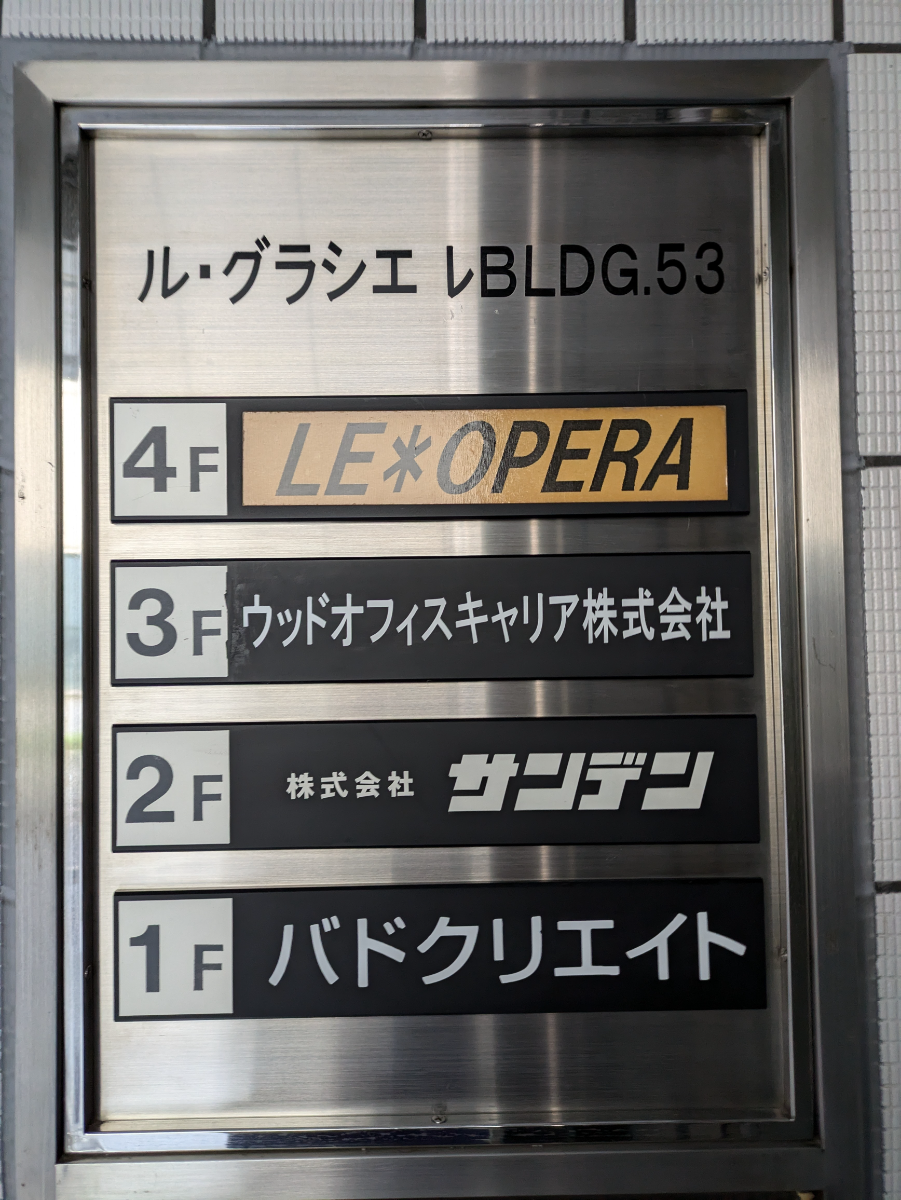 ル・グラシエ レBLDG.53
4F LE*OPERA
3F ウッドオフィスキャリア株式会社
2F 株式会社 サンデン
1F バドクリエイト